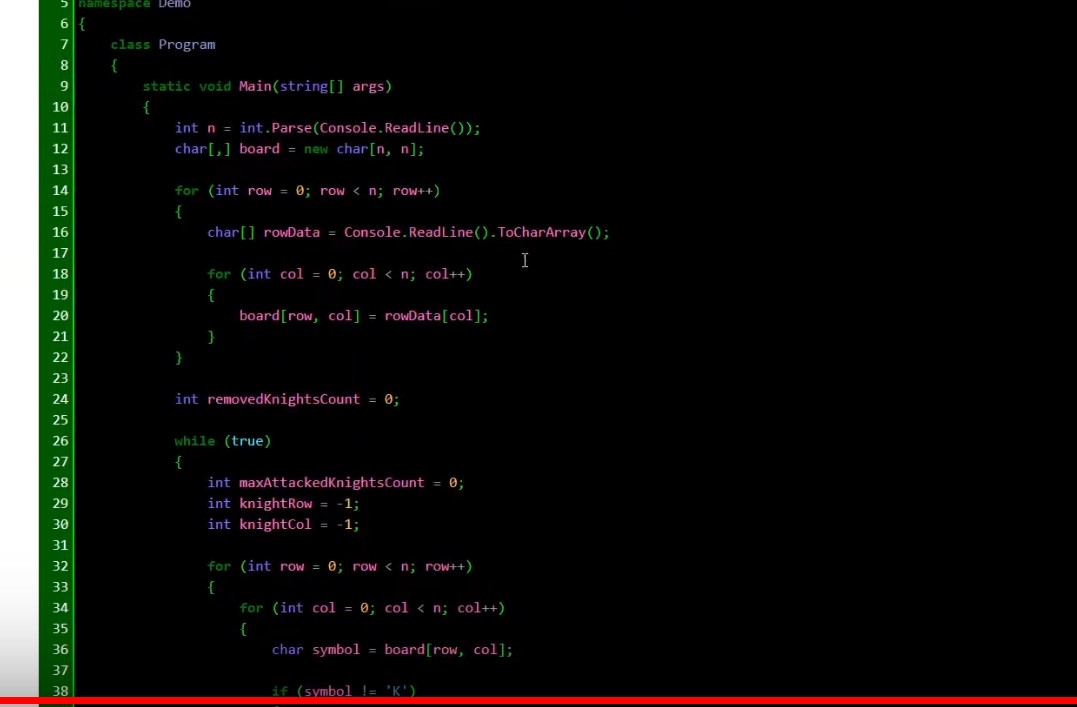 5 namespace Demo
6 {
7 class Program
8 {
9 static void Main(string[] args)
10 {
11 int n = int.Parse(Console.ReadLine());
12 char[,] board = new char[n, n];
13
14 for (int row = 0; row < n; row++)
15 {
16 char[] rowData = Console.ReadLine().ToCharArray();
17
18 for (int col = 0; col < n; col++)
19 {
20 board[row, col] = rowData[col];
21 }
22 }
23
24 int removedKnightsCount = 0;
25
26 while (true)
27 {
28 int maxAttackedKnightsCount = 0;
29 int knightRow = -1;
30 int knightCol = -1;
31
32 for (int row = 0; row < n; row++)
33 {
34 for (int col = 0; col < n; col++)
35 {
36 char symbol = board[row, col];
37
38 if (symbol != 'K')